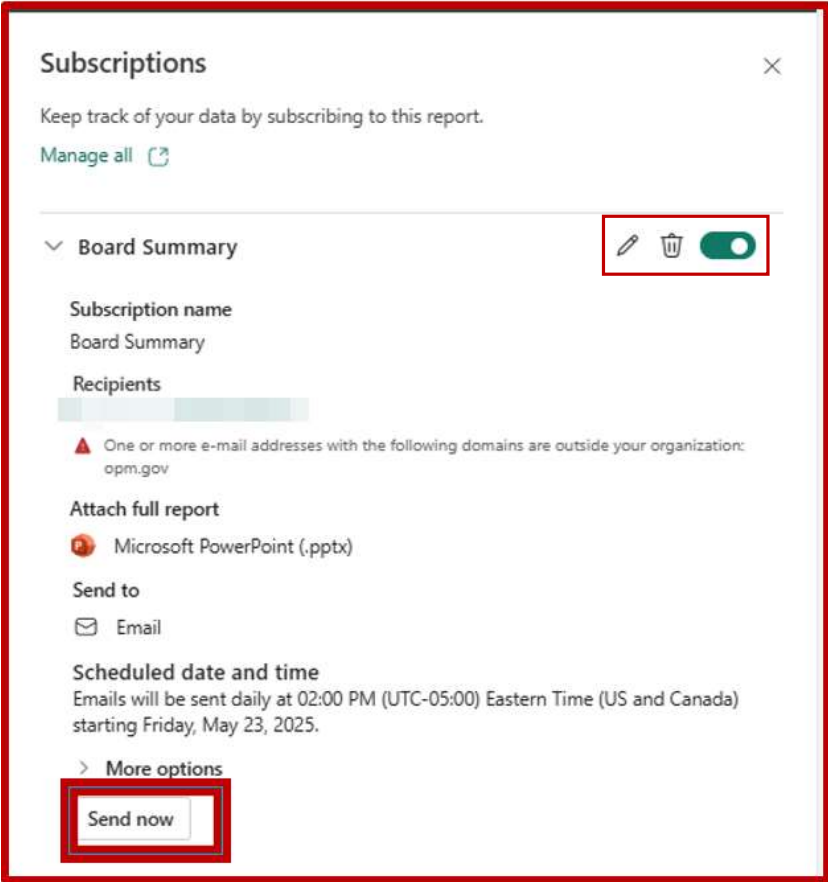 Subscriptions
Keep track of your data by subscribing to this report.
Manage all
Board Summary
Subscription name
Board Summary
Recipients
One or more e-mail addresses with the following domains are outside your organization:
opm.gov
Attach full report
Microsoft PowerPoint (.pptx)
Send to
Email
Scheduled date and time
Emails will be sent daily at 02:00 PM (UTC-05:00) Eastern Time (US and Canada)
starting Friday, May 23, 2025.
More options
Send now